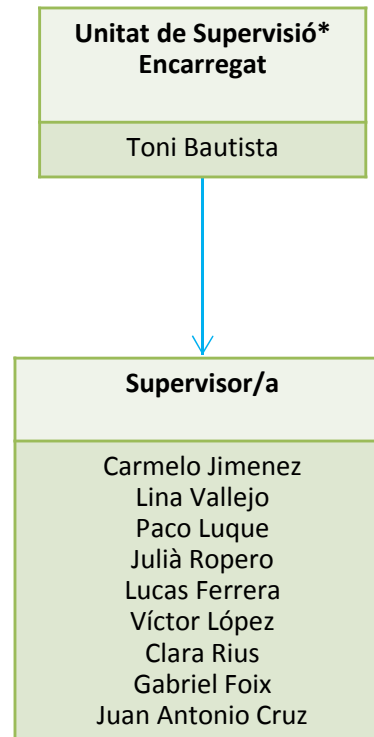 Unitat de Supervisió*
Encarregat
Toni Bautista
Supervisor/a
Carmelo Jimenez
Lina Vallejo
Paco Luque
Julià Ropero
Lucas Ferrera
Víctor López
Clara Rius
Gabriel Foix
Juan Antonio Cruz